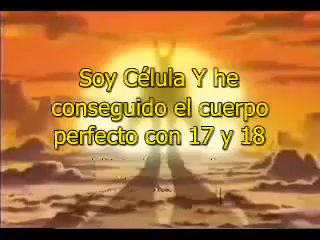 Soy Célula Y he
conseguido el cuerpo
perfecto con 17 y 18